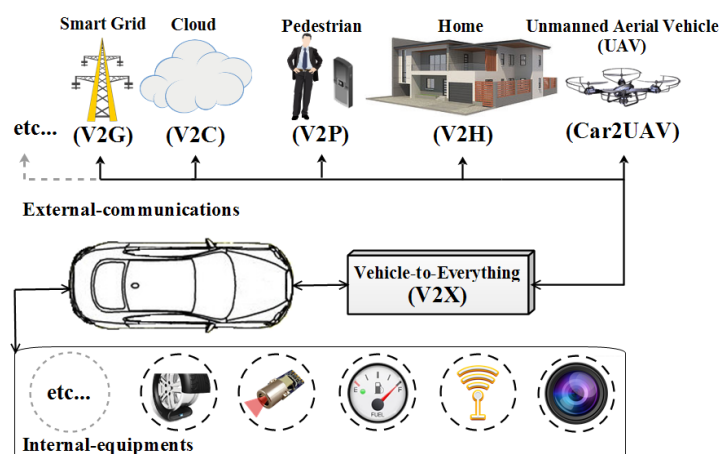 Smart Grid
Cloud
Pedestrian
Home
Unmanned Aerial Vehicle
(UAV)
etc...
(V2G)
(V2C)
(V2P)
(V2H)
(Car2UAV)
External-communications
Vehicle-to-Everything
(V2X)
etc...
E
F
FUEL
Internal-equipments